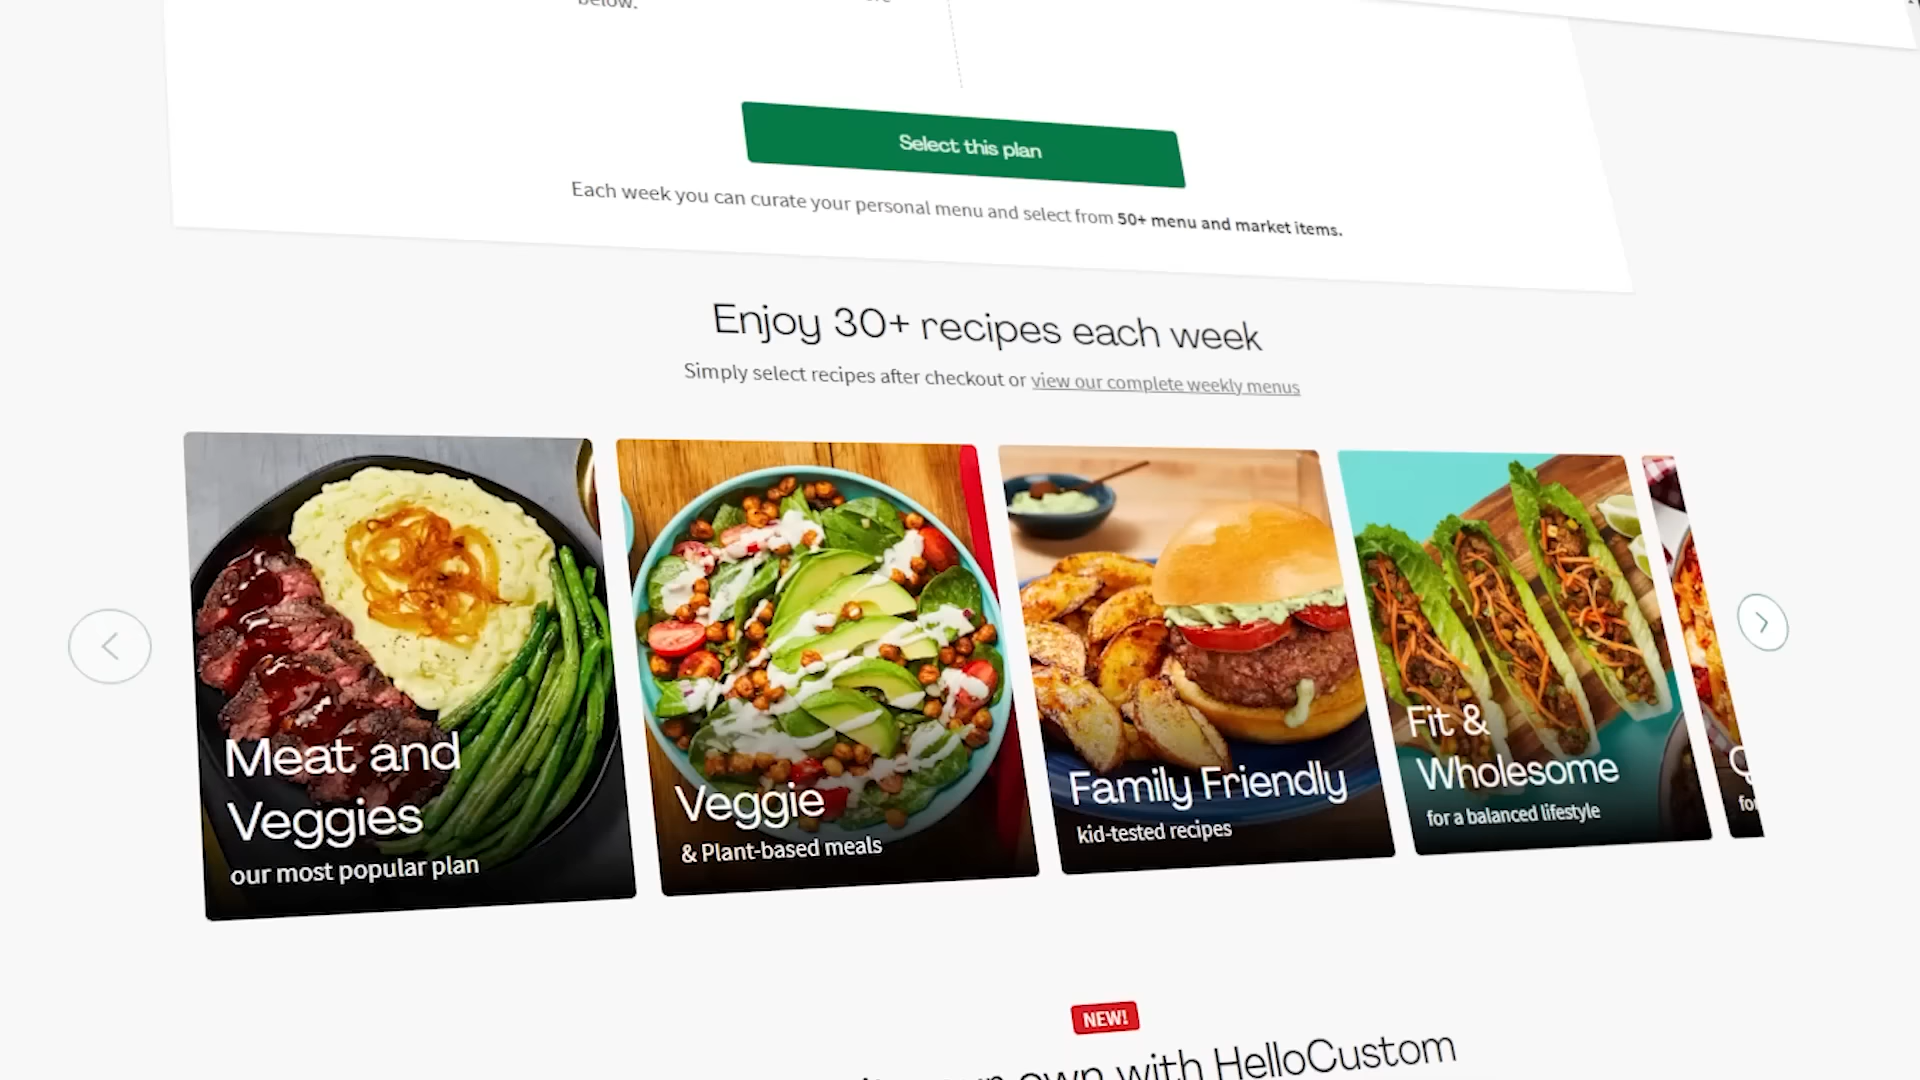 below.
Select this plan
Each week you can curate your personal menu and select from 50+ menu and market items.
Enjoy 30+ recipes each week
Simply select recipes after checkout or view our complete weekly menus
Meat and
Veggies
our most popular plan
Veggie
& Plant-based meals
Family Friendly
kid-tested recipes
Fit &
Wholesome
for a balanced lifestyle
NEW!
own with HelloCustom